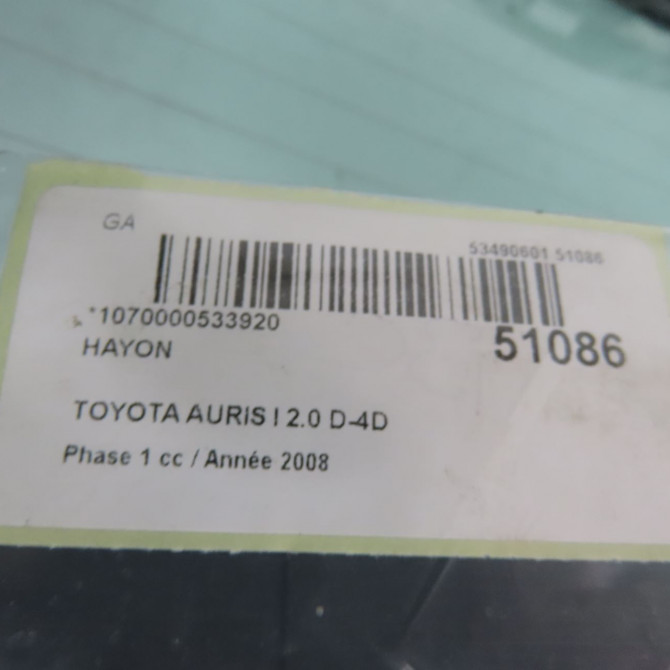 GA
53490601 51086
*1070000533920
51086
HAYON
TOYOTA AURIS I 2.0 D-4D
Phase 1 cc / Année 2008